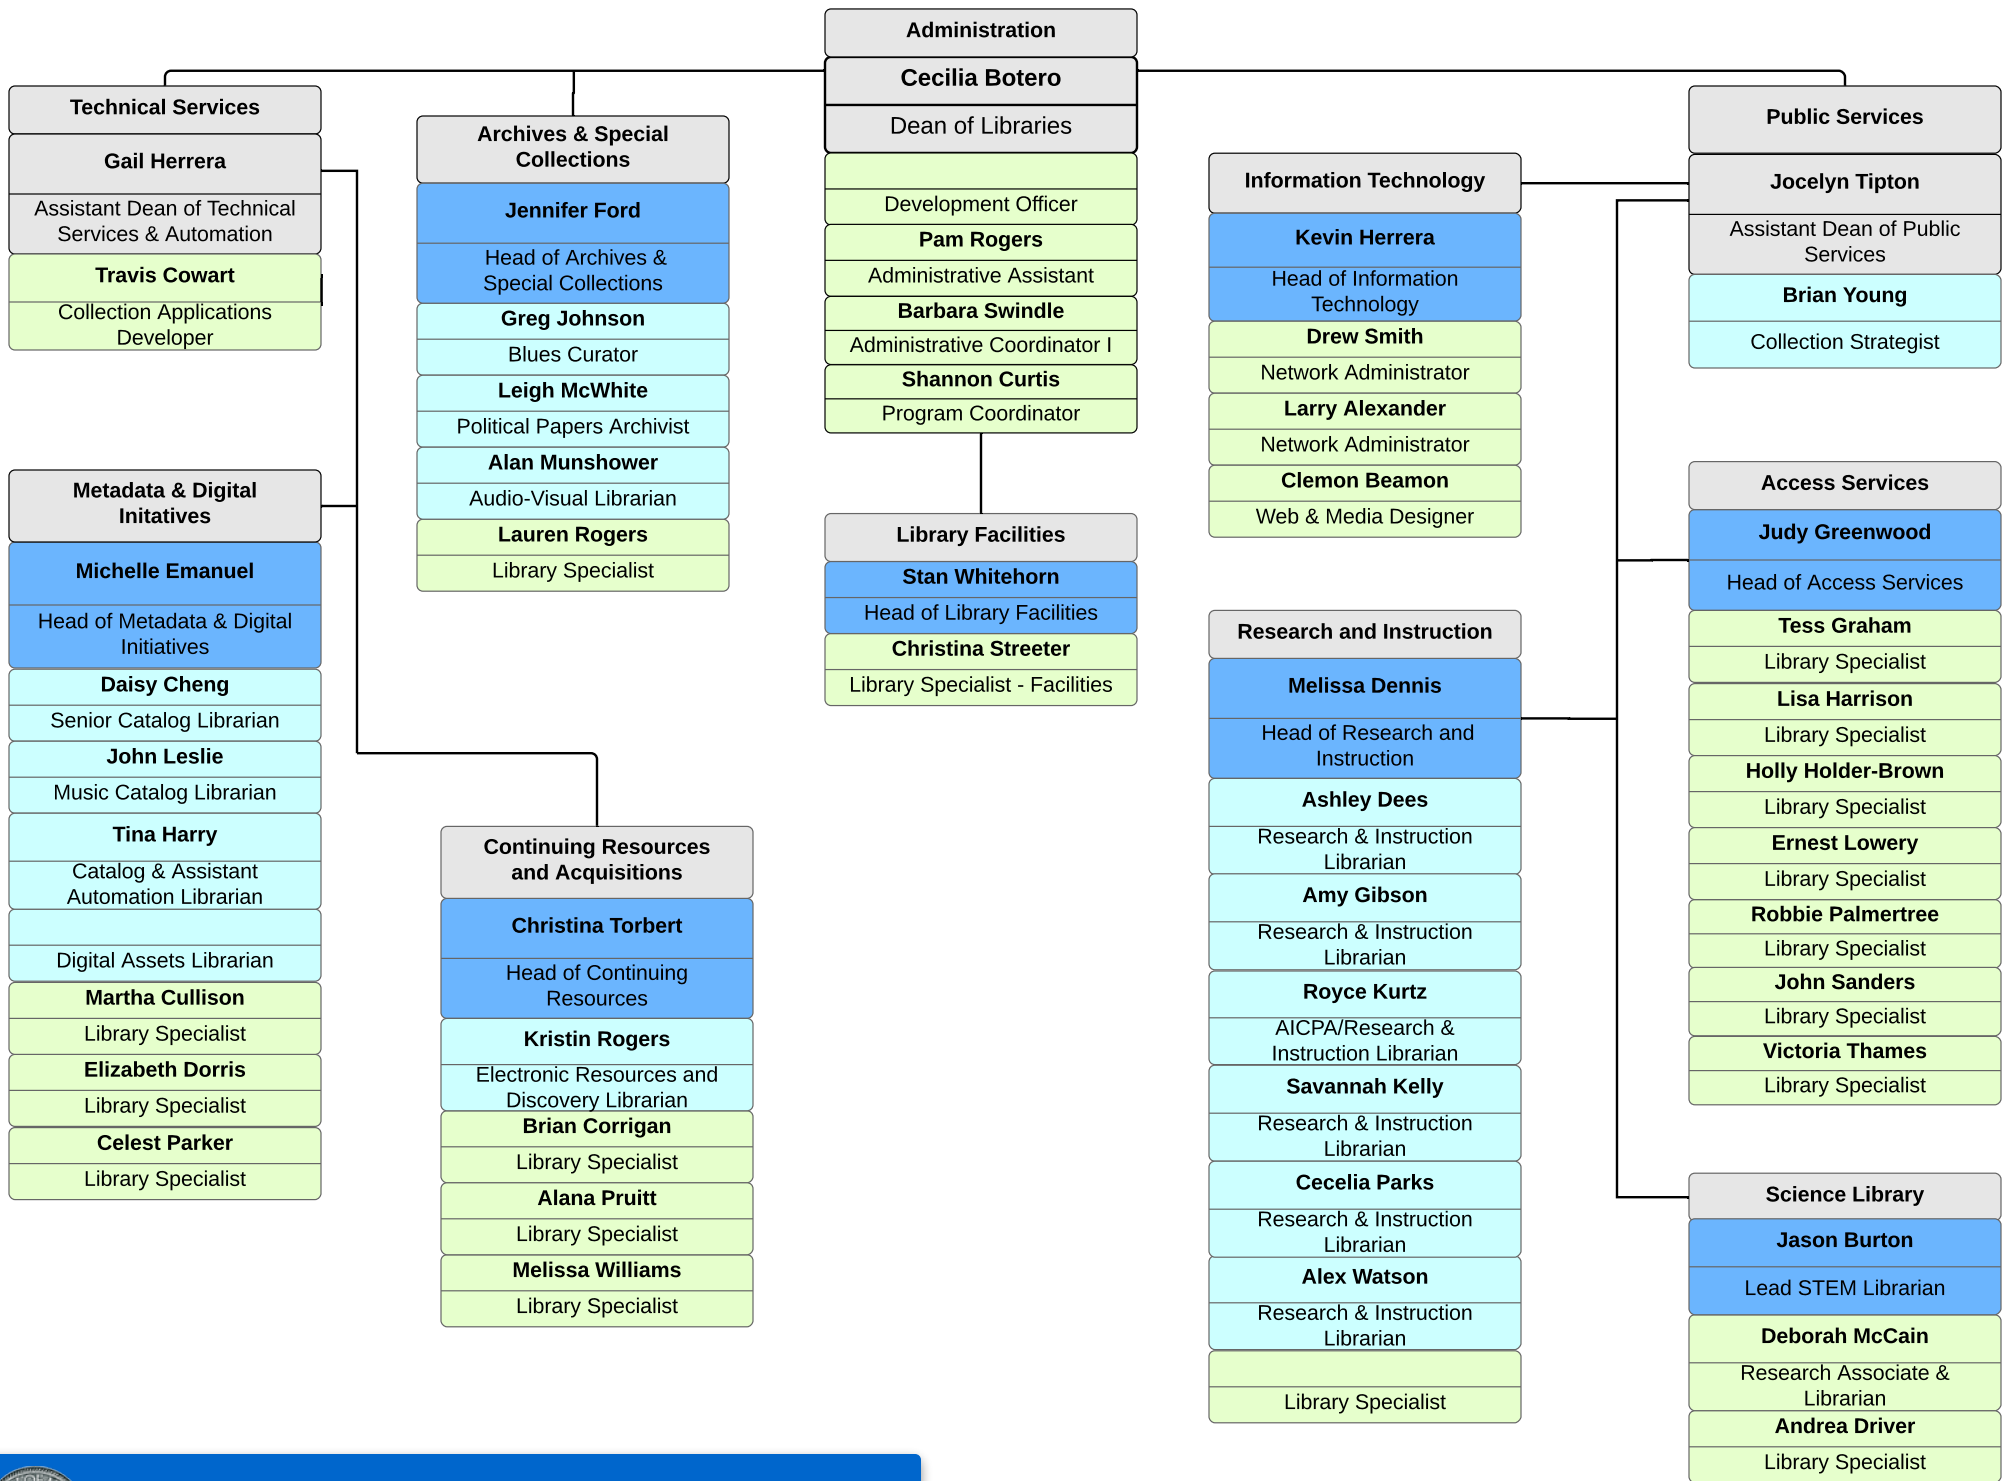 Administration
Cecilia Botero
Dean of Libraries
Development Officer
Pam Rogers
Administrative Assistant
Barbara Swindle
Administrative Coordinator I
Shannon Curtis
Program Coordinator
Technical Services
Gail Herrera
Assistant Dean of Technical
Services & Automation
Travis Cowart
Collection Applications
Developer
Archives & Special
Collections
Jennifer Ford
Head of Archives &
Special Collections
Greg Johnson
Blues Curator
Leigh McWhite
Political Papers Archivist
Alan Munshower
Audio-Visual Librarian
Lauren Rogers
Library Specialist
Information Technology
Kevin Herrera
Head of Information
Technology
Drew Smith
Network Administrator
Larry Alexander
Network Administrator
Clemon Beamon
Web & Media Designer
Public Services
Jocelyn Tipton
Assistant Dean of Public
Services
Brian Young
Collection Strategist
Metadata & Digital
Initatives
Michelle Emanuel
Head of Metadata & Digital
Initiatives
Daisy Cheng
Senior Catalog Librarian
John Leslie
Music Catalog Librarian
Tina Harry
Catalog & Assistant
Automation Librarian
Digital Assets Librarian
Martha Cullison
Library Specialist
Elizabeth Dorris
Library Specialist
Celest Parker
Library Specialist
Continuing Resources
and Acquisitions
Christina Torbert
Head of Continuing
Resources
Kristin Rogers
Electronic Resources and
Discovery Librarian
Brian Corrigan
Library Specialist
Alana Pruitt
Library Specialist
Melissa Williams
Library Specialist
Library Facilities
Stan Whitehorn
Head of Library Facilities
Christina Streeter
Library Specialist - Facilities
Research and Instruction
Melissa Dennis
Head of Research and
Instruction
Ashley Dees
Research & Instruction
Librarian
Amy Gibson
Research & Instruction
Librarian
Royce Kurtz
AICPA/Research &
Instruction Librarian
Savannah Kelly
Research & Instruction
Librarian
Cecelia Parks
Research & Instruction
Librarian
Alex Watson
Research & Instruction
Librarian
Library Specialist
Access Services
Judy Greenwood
Head of Access Services
Tess Graham
Library Specialist
Lisa Harrison
Library Specialist
Holly Holder-Brown
Library Specialist
Ernest Lowery
Library Specialist
Robbie Palmertree
Library Specialist
John Sanders
Library Specialist
Victoria Thames
Library Specialist
Science Library
Jason Burton
Lead STEM Librarian
Deborah McCain
Research Associate &
Librarian
Andrea Driver
Library Specialist